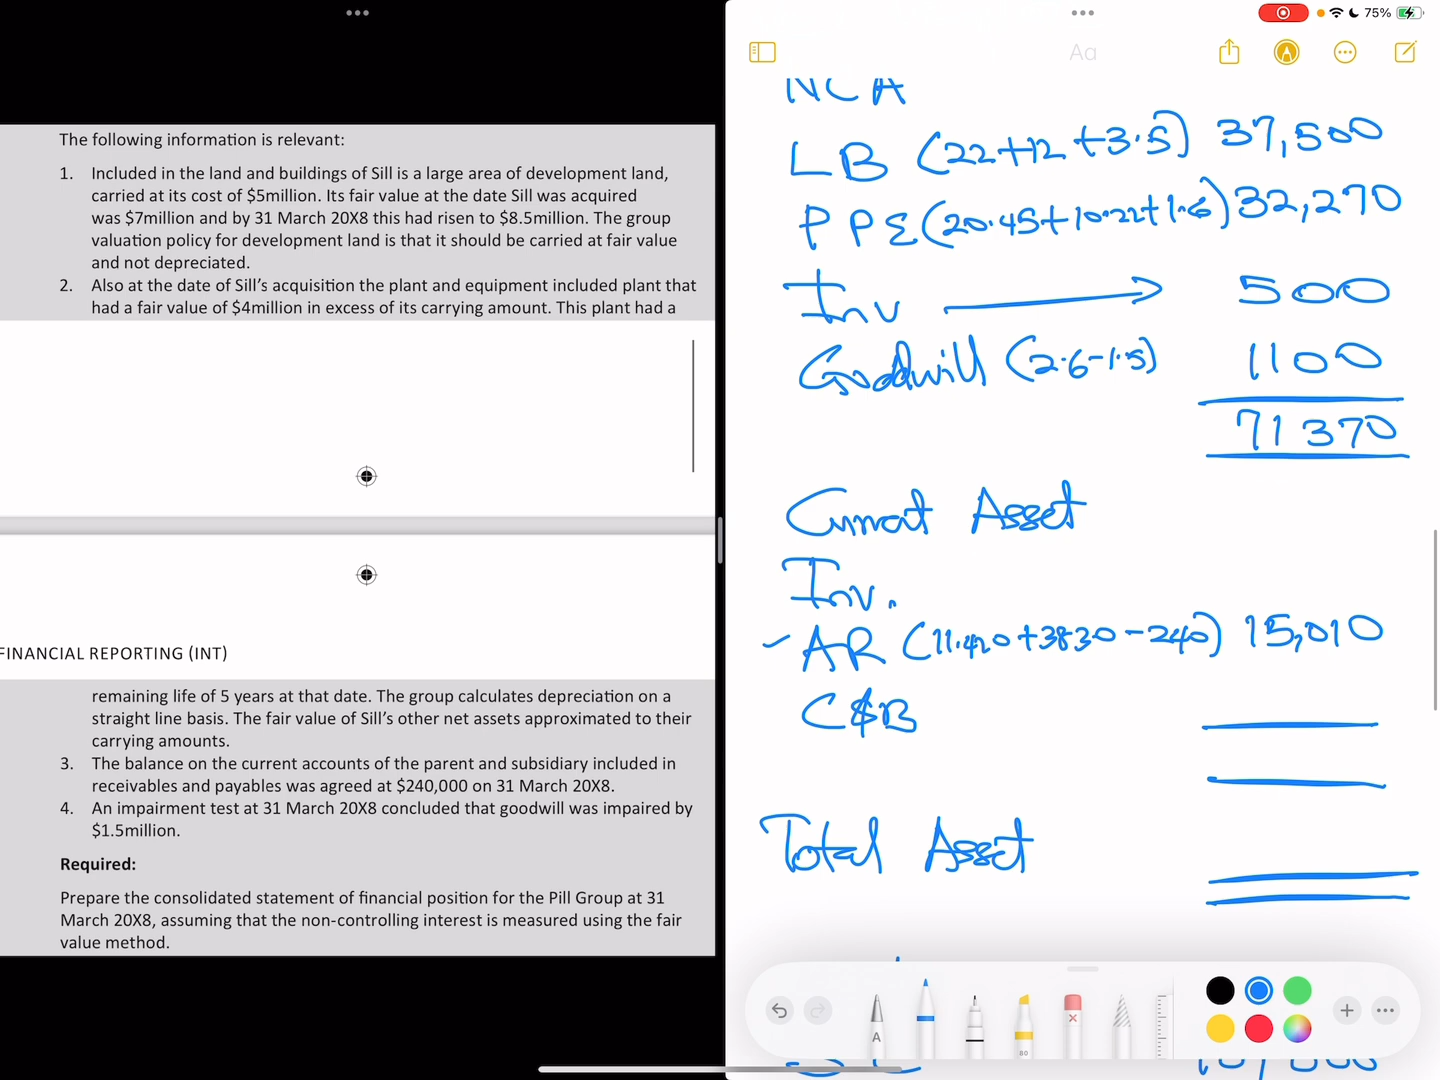 75%
Aa
The following information is relevant:
1. Included in the land and buildings of Sill is a large area of development land,
carried at its cost of $5million. Its fair value at the date Sill was acquired
was $7million and by 31 March 20X8 this had risen to $8.5million. The group
valuation policy for development land is that it should be carried at fair value
and not depreciated.
2. Also at the date of Sill’s acquisition the plant and equipment included plant that
had a fair value of $4million in excess of its carrying amount. This plant had a
FINANCIAL REPORTING (INT)
remaining life of 5 years at that date. The group calculates depreciation on a
straight line basis. The fair value of Sill’s other net assets approximated to their
carrying amounts.
3. The balance on the current accounts of the parent and subsidiary included in
receivables and payables was agreed at $240,000 on 31 March 20X8.
4. An impairment test at 31 March 20X8 concluded that goodwill was impaired by
$1.5million.
Required:
Prepare the consolidated statement of financial position for the Pill Group at 31
March 20X8, assuming that the non-controlling interest is measured using the fair
value method.
NCA
LB (22+12+3.5) 37,500
PPE (20.45+10.22+1.6) 32,270
Inv 500
Goodwill (2.6-1.5) 1100
71370
Current Asset
Inv.
AR (11.420+3830-240) 15,010
C&B
Total Asset
A
80